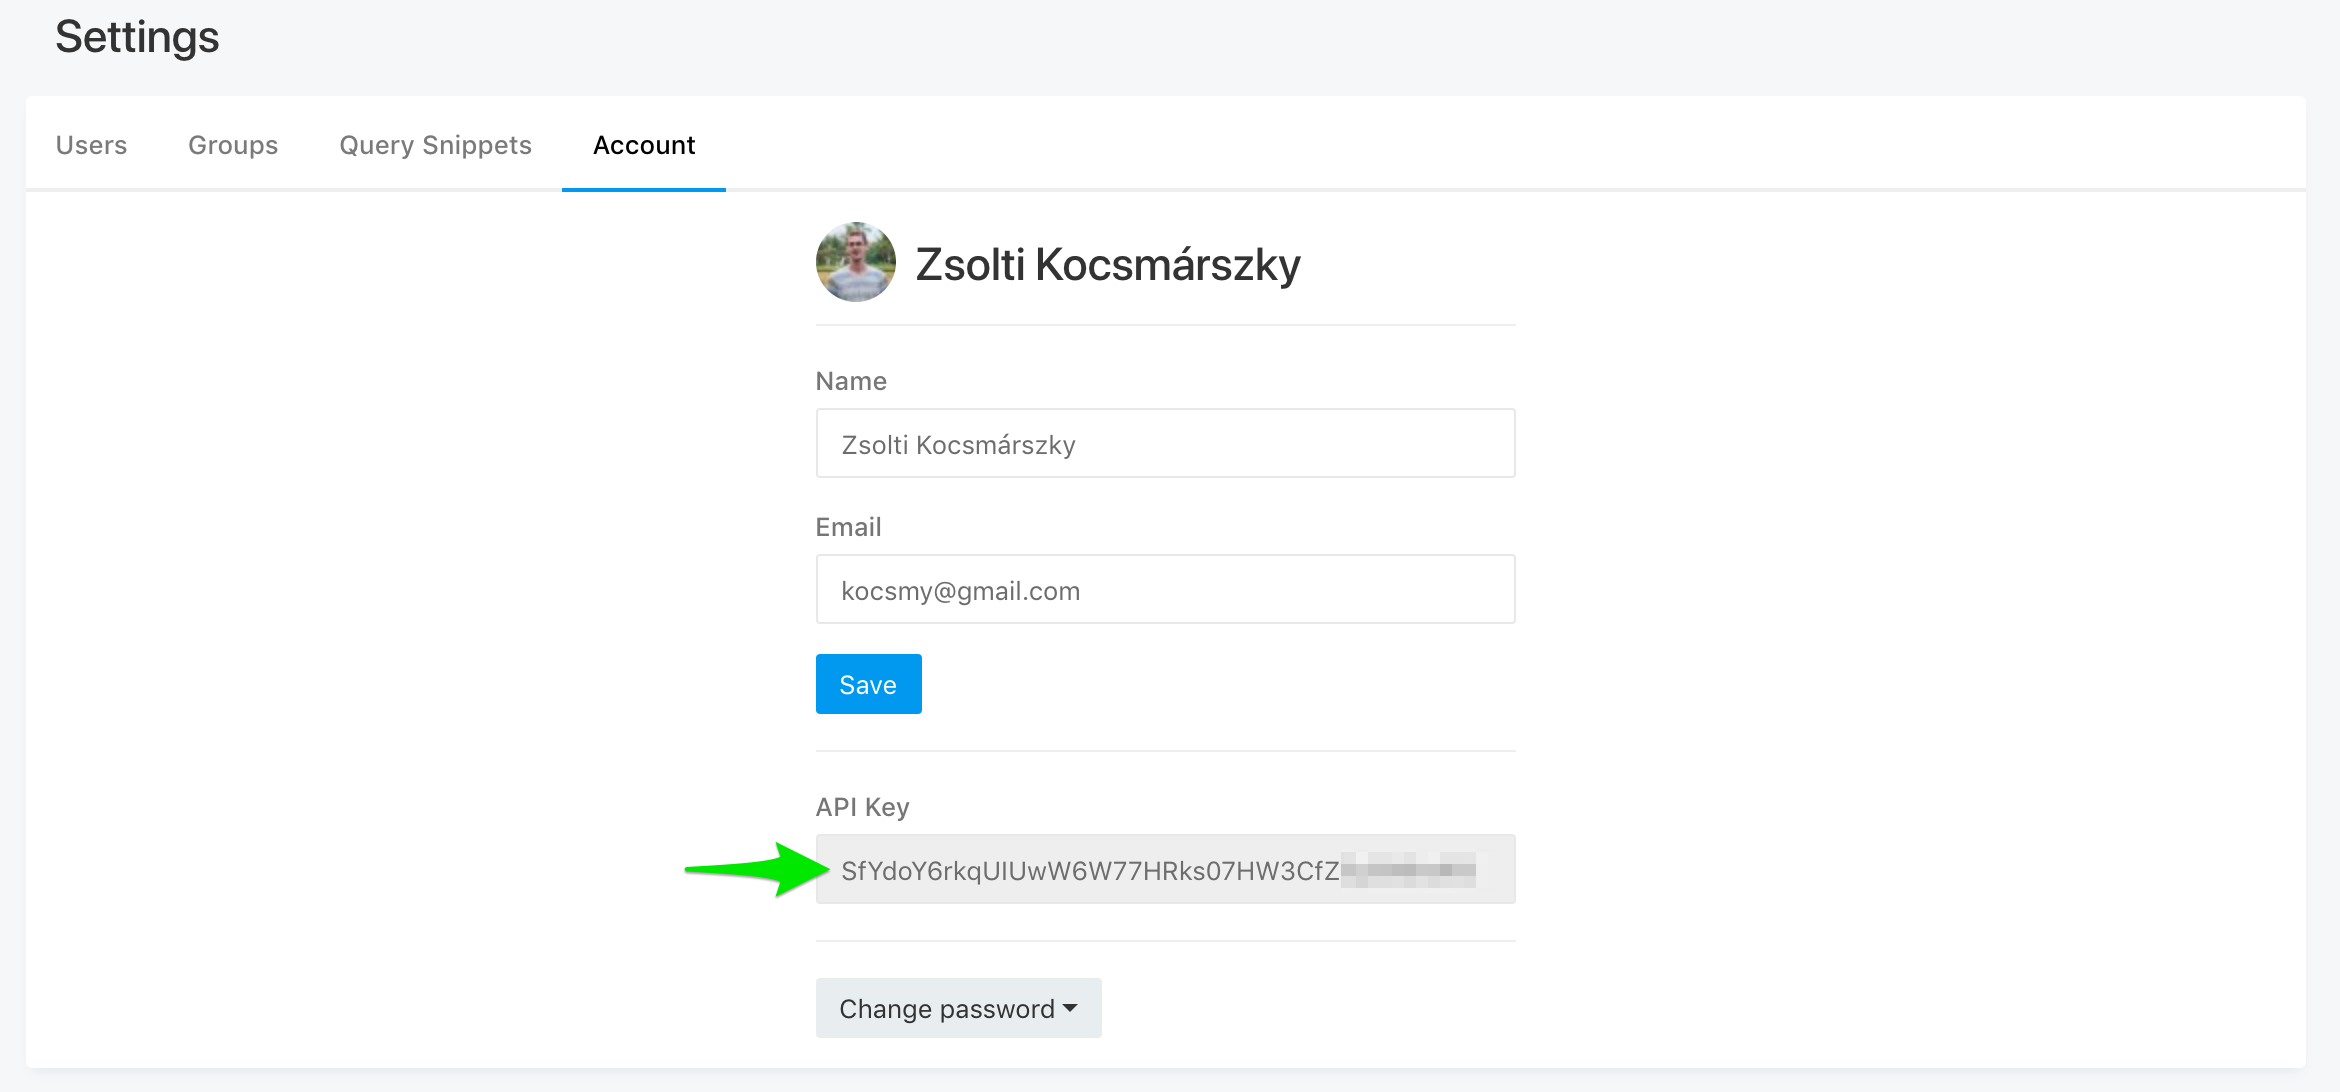 Settings
Users Groups Query Snippets Account
Zsolti Kocsmárszky
Name
Zsolti Kocsmárszky
Email
kocsmy@gmail.com
Save
API Key
SfYdoY6rkqUIUwW6W77HRks07HW3CfZ
Change password